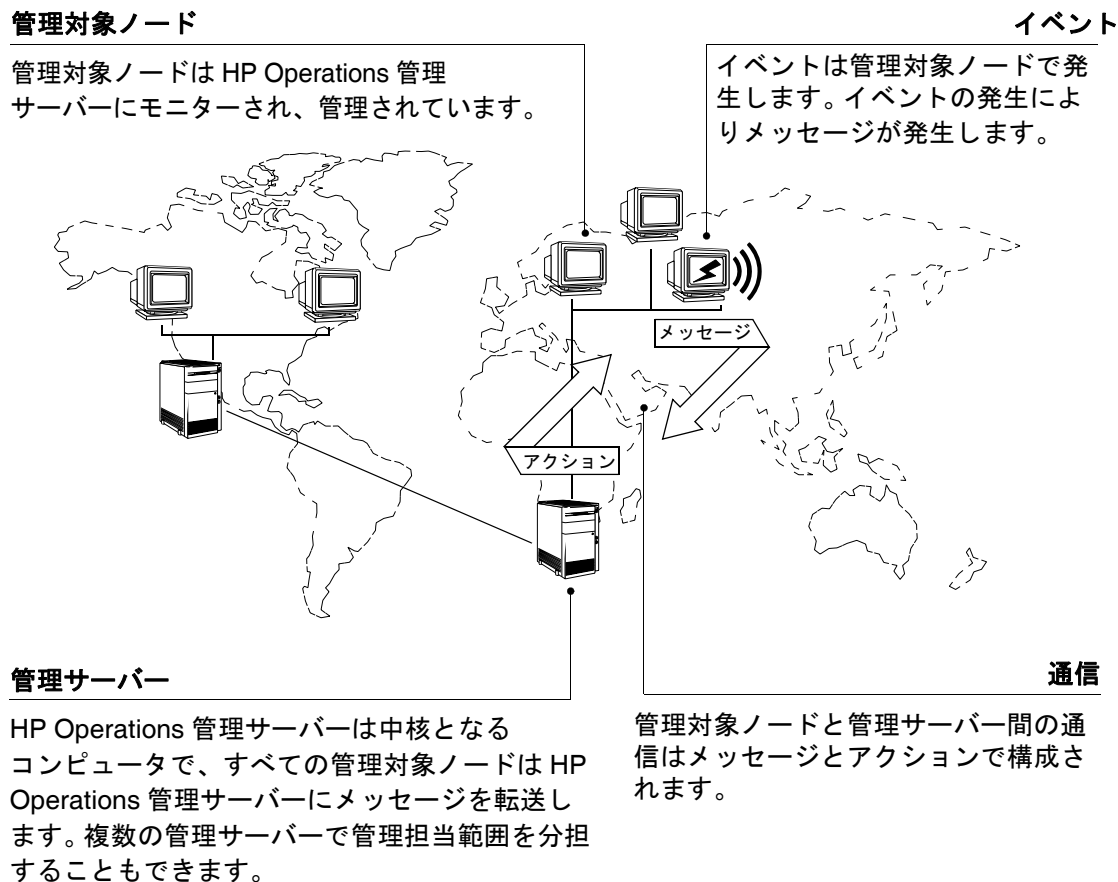 管理対象ノード
管理対象ノードは HP Operations 管理
サーバーにモニターされ、管理されています。
イベント
イベントは管理対象ノードで発
生します。イベントの発生によ
りメッセージが発生します。
メッセージ
アクション
管理サーバー
HP Operations 管理サーバーは中核となる
コンピュータで、すべての管理対象ノードは HP
Operations 管理サーバーにメッセージを転送し
ます。複数の管理サーバーで管理担当範囲を分担
することもできます。
通信
管理対象ノードと管理サーバー間の通
信はメッセージとアクションで構成さ
れます。